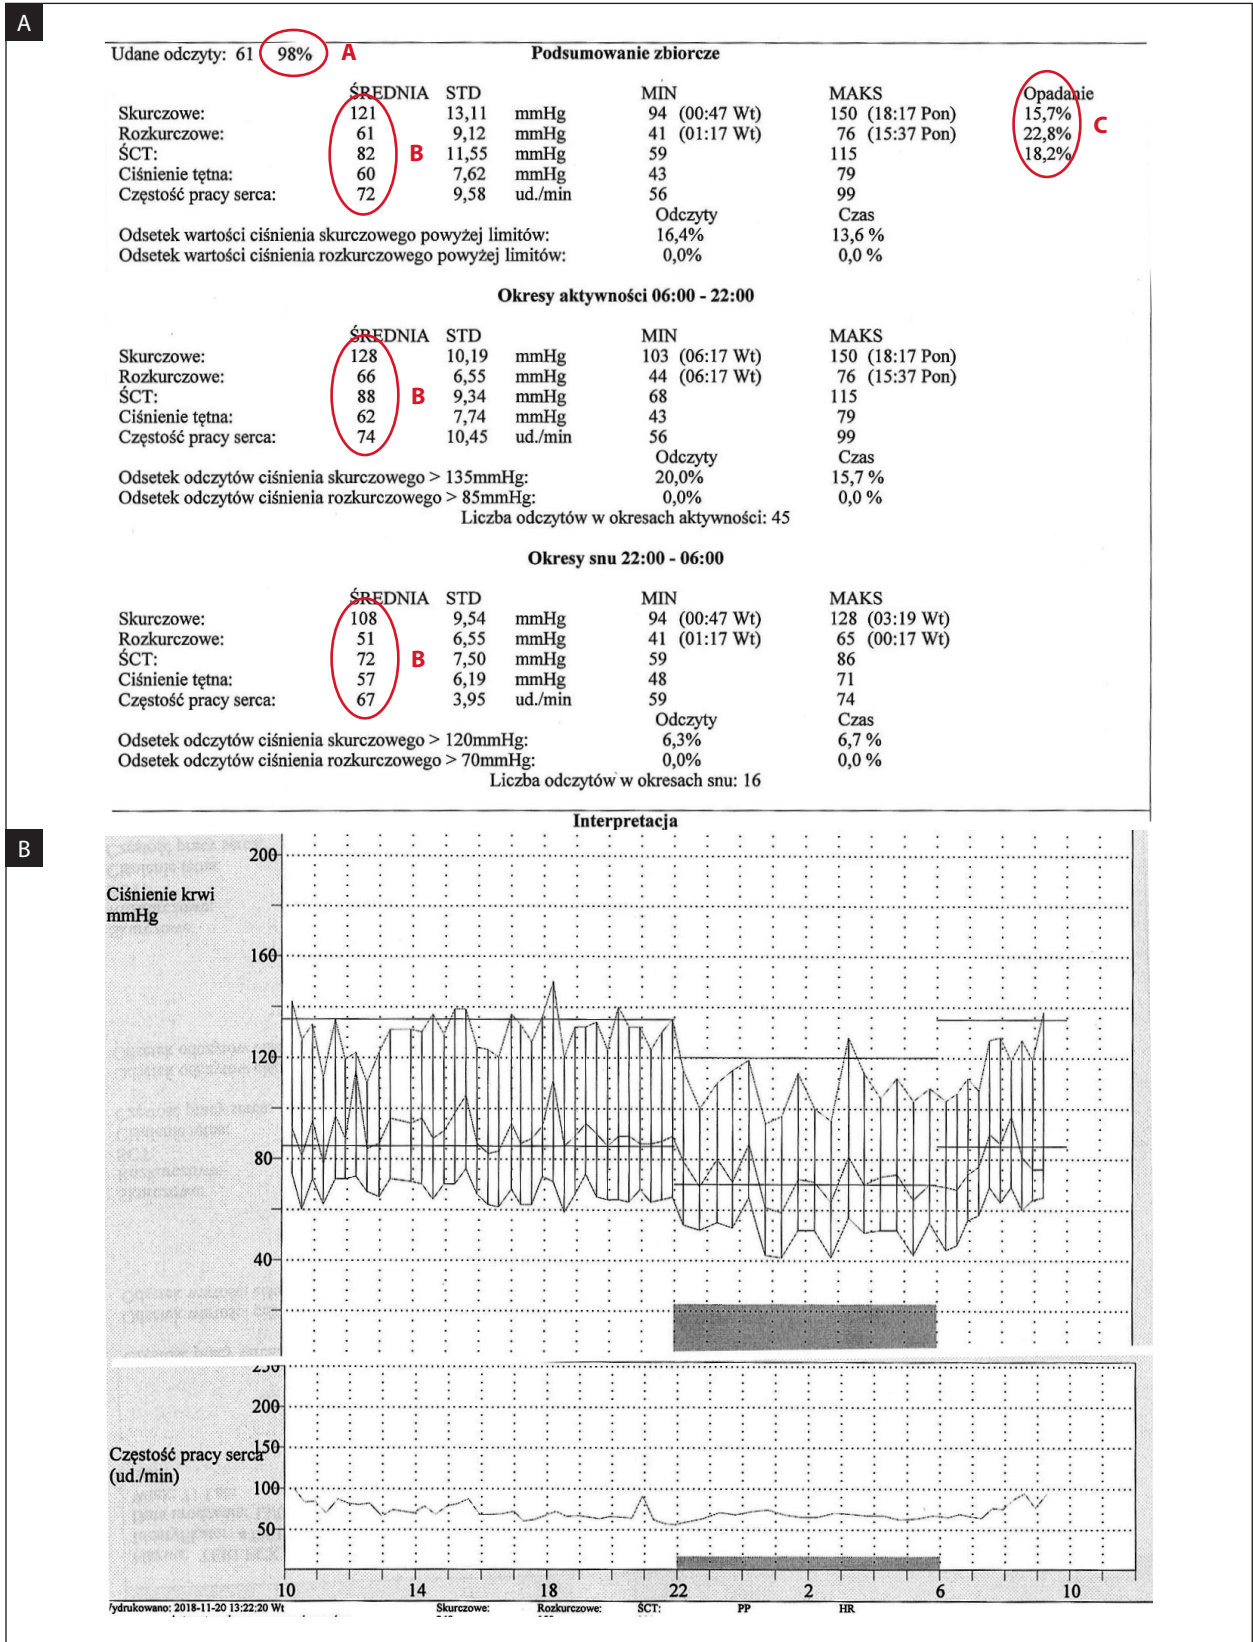 A
Udane odczyty: 61 98% A Podsumowanie zbiorcze
ŚREDNIA STD MIN MAKS Opadanie
Skurczowe: 121 13,11 mmHg 94 (00:47 Wt) 150 (18:17 Pon) 15,7%
Rozkurczowe: 61 9,12 mmHg 41 (01:17 Wt) 76 (15:37 Pon) 22,8% C
ŚCT: 82 B 11,55 mmHg 59 115 18,2%
Ciśnienie tętna: 60 7,62 mmHg 43 79
Częstość pracy serca: 72 9,58 ud./min 56 99
Odczyty Czas
Odsetek wartości ciśnienia skurczowego powyżej limitów: 16,4% 13,6 %
Odsetek wartości ciśnienia rozkurczowego powyżej limitów: 0,0% 0,0 %
Okresy aktywności 06:00 - 22:00
ŚREDNIA STD MIN MAKS
Skurczowe: 128 10,19 mmHg 103 (06:17 Wt) 150 (18:17 Pon)
Rozkurczowe: 66 6,55 mmHg 44 (06:17 Wt) 76 (15:37 Pon)
ŚCT: 88 B 9,34 mmHg 68 115
Ciśnienie tętna: 62 7,74 mmHg 43 79
Częstość pracy serca: 74 10,45 ud./min 56 99
Odczyty Czas
Odsetek odczytów ciśnienia skurczowego > 135mmHg: 20,0% 15,7 %
Odsetek odczytów ciśnienia rozkurczowego > 85mmHg: 0,0% 0,0 %
Liczba odczytów w okresach aktywności: 45
Okresy snu 22:00 - 06:00
ŚREDNIA STD MIN MAKS
Skurczowe: 108 9,54 mmHg 94 (00:47 Wt) 128 (03:19 Wt)
Rozkurczowe: 51 6,55 mmHg 41 (01:17 Wt) 65 (00:17 Wt)
ŚCT: 72 B 7,50 mmHg 59 86
Ciśnienie tętna: 57 6,19 mmHg 48 71
Częstość pracy serca: 67 3,95 ud./min 59 74
Odczyty Czas
Odsetek odczytów ciśnienia skurczowego > 120mmHg: 6,3% 6,7 %
Odsetek odczytów ciśnienia rozkurczowego > 70mmHg: 0,0% 0,0 %
Liczba odczytów w okresach snu: 16
Interpretacja
B
200
Ciśnienie krwi
mmHg
160
120
80
40
250
200
150
Częstość pracy serca
(ud./min)
100
50
10 14 18 22 2 6 10
ydrukowano: 2018-11-20 13:22:20 Wt Skurczowe: Rozkurczowe: ŚCT: PP HR